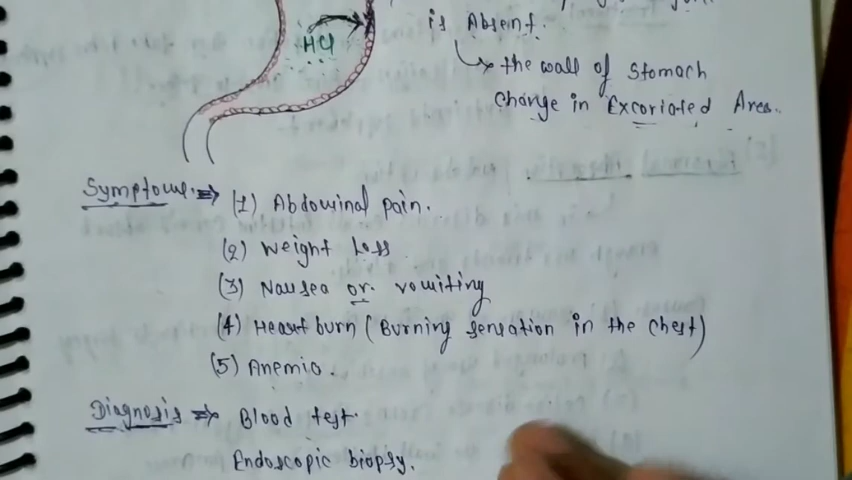 is Absent.
HCl
the wall of stomach
change in Excoriated Area.
Symptoms ⇒ (1) Abdominal pain.
(2) Weight Loss
(3) Nausea or vomiting
(4) Heart burn (Burning sensation in the chest)
(5) Anemia.
Diagnosis ⇒ Blood test.
Endoscopic biopsy.